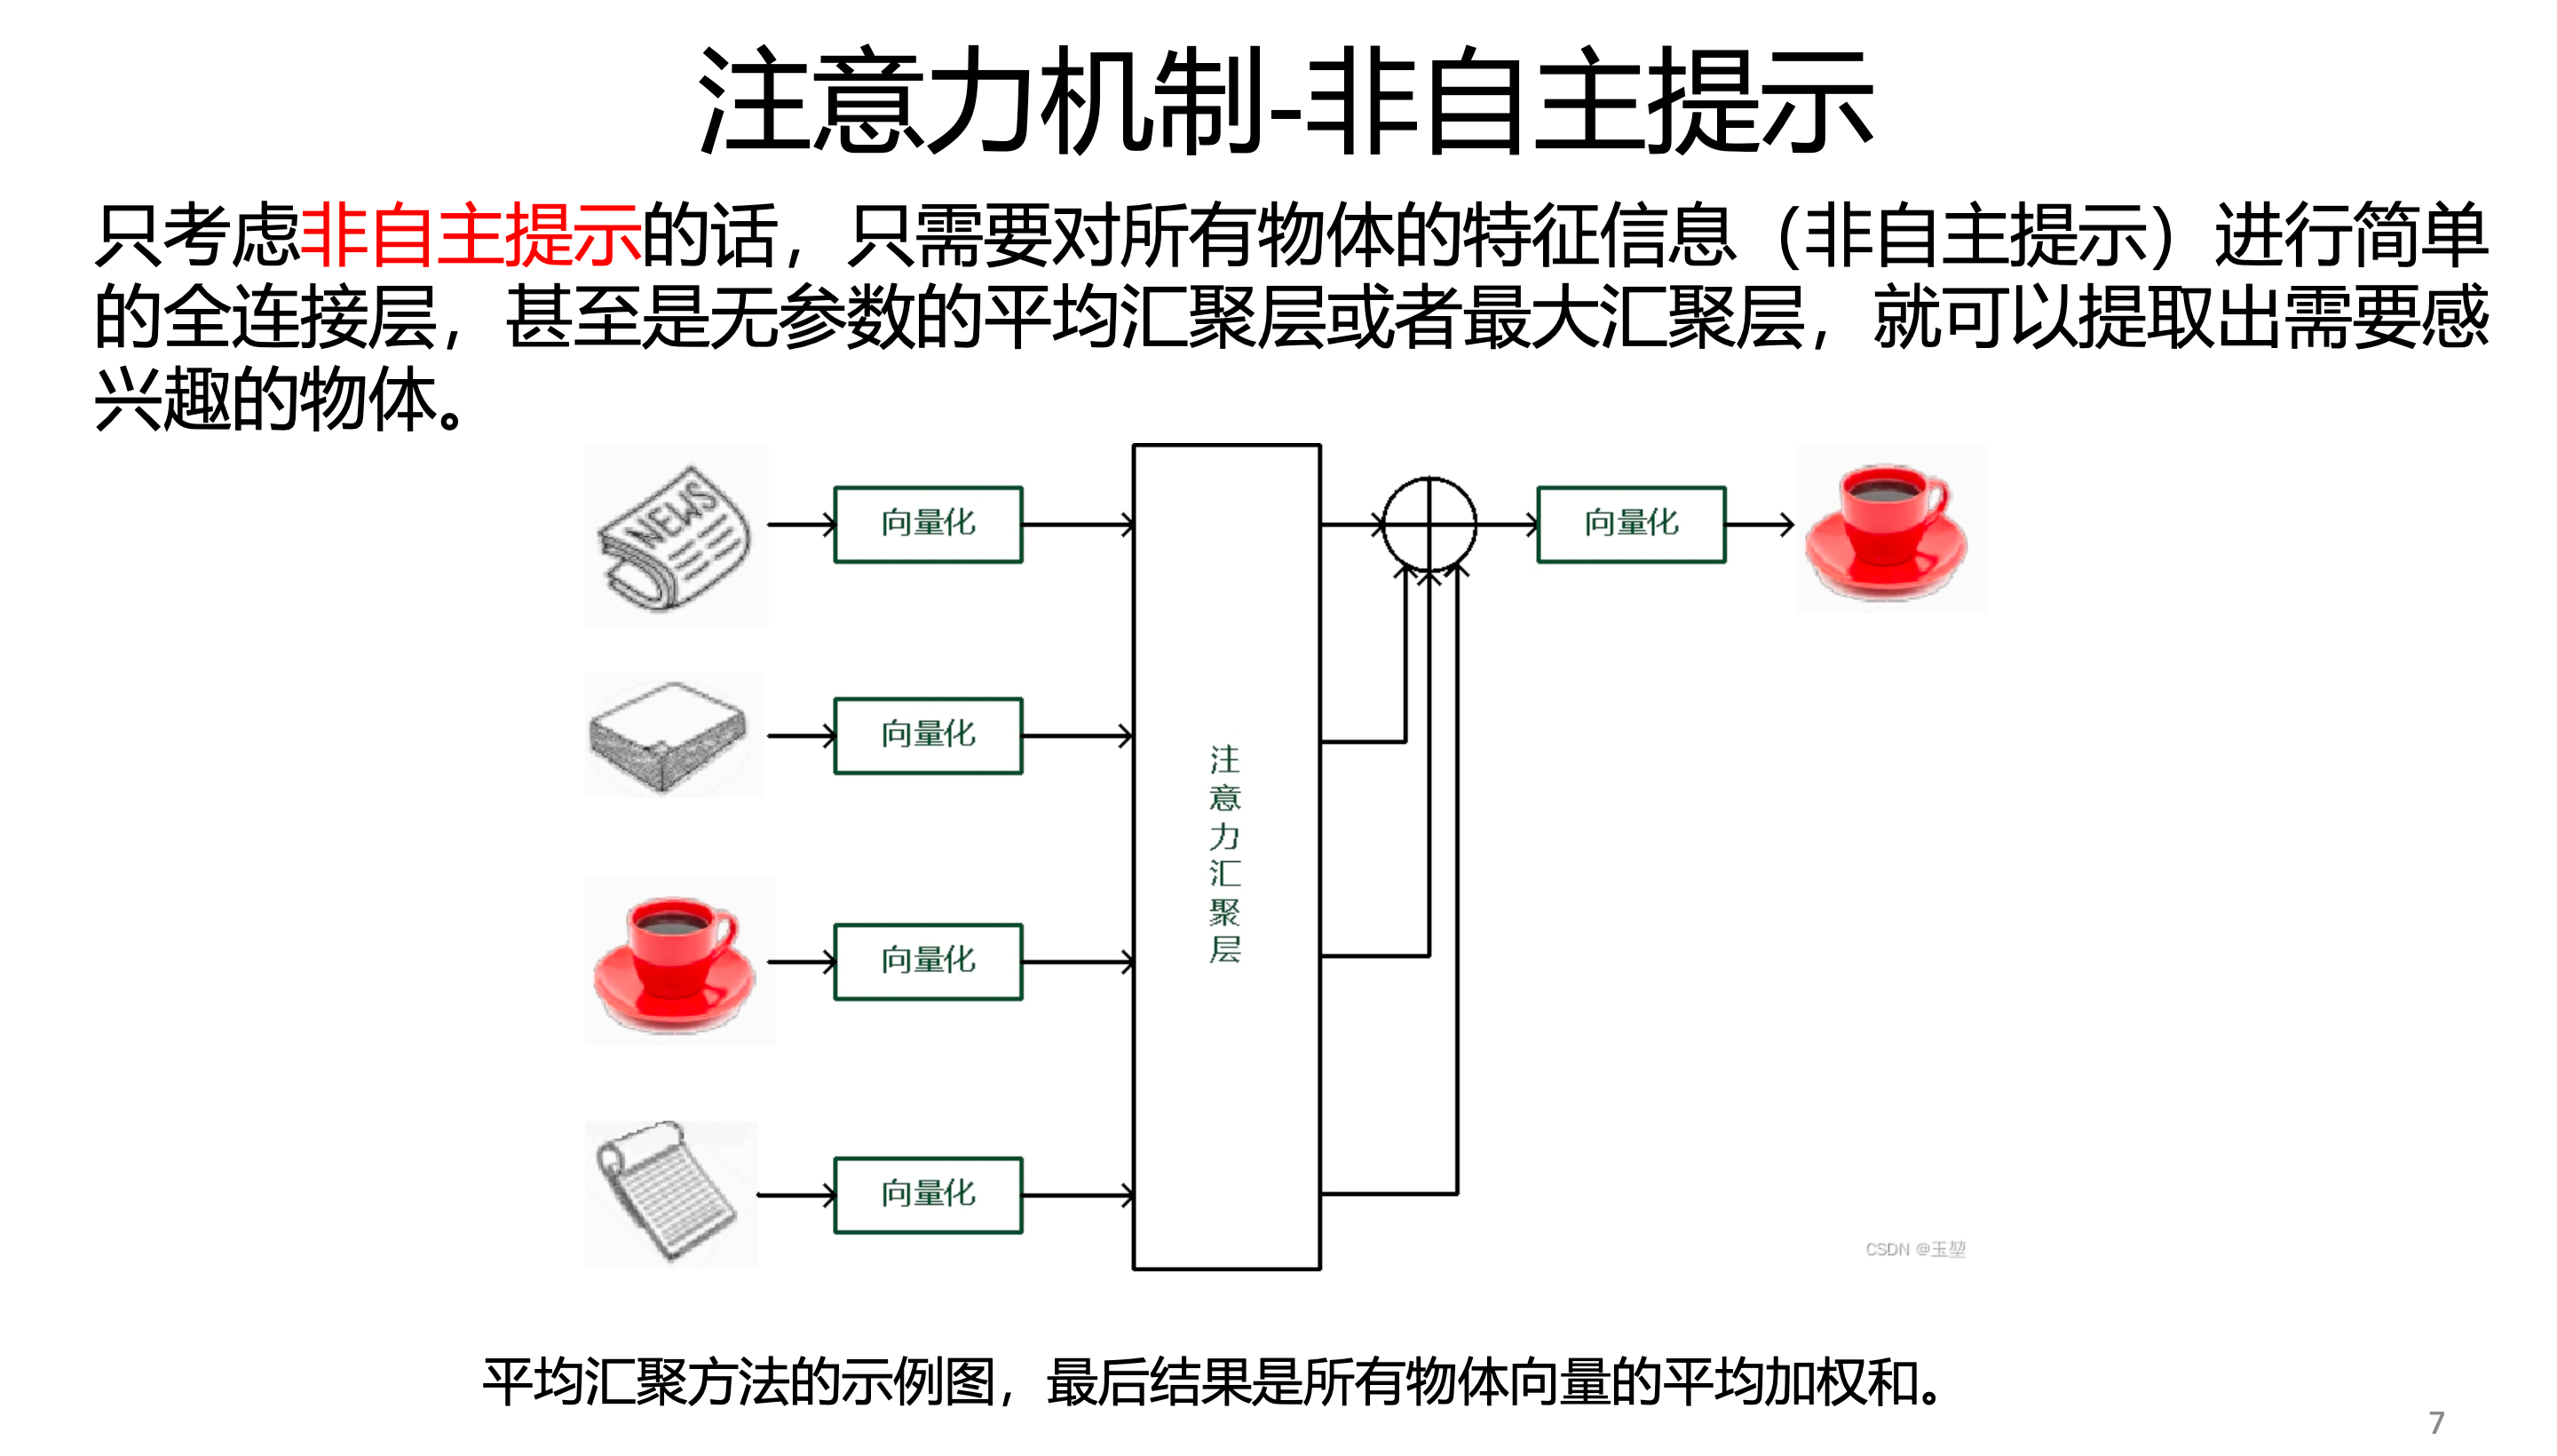 注意力机制-非自主提示
只考虑非自主提示的话，只需要对所有物体的特征信息（非自主提示）进行简单
的全连接层，甚至是无参数的平均汇聚层或者最大汇聚层，就可以提取出需要感
兴趣的物体。
NEWS
向量化
向量化
向量化
向量化
向量化
注
意
力
汇
聚
层
CSDN @玉堃
平均汇聚方法的示例图，最后结果是所有物体向量的平均加权和。
7